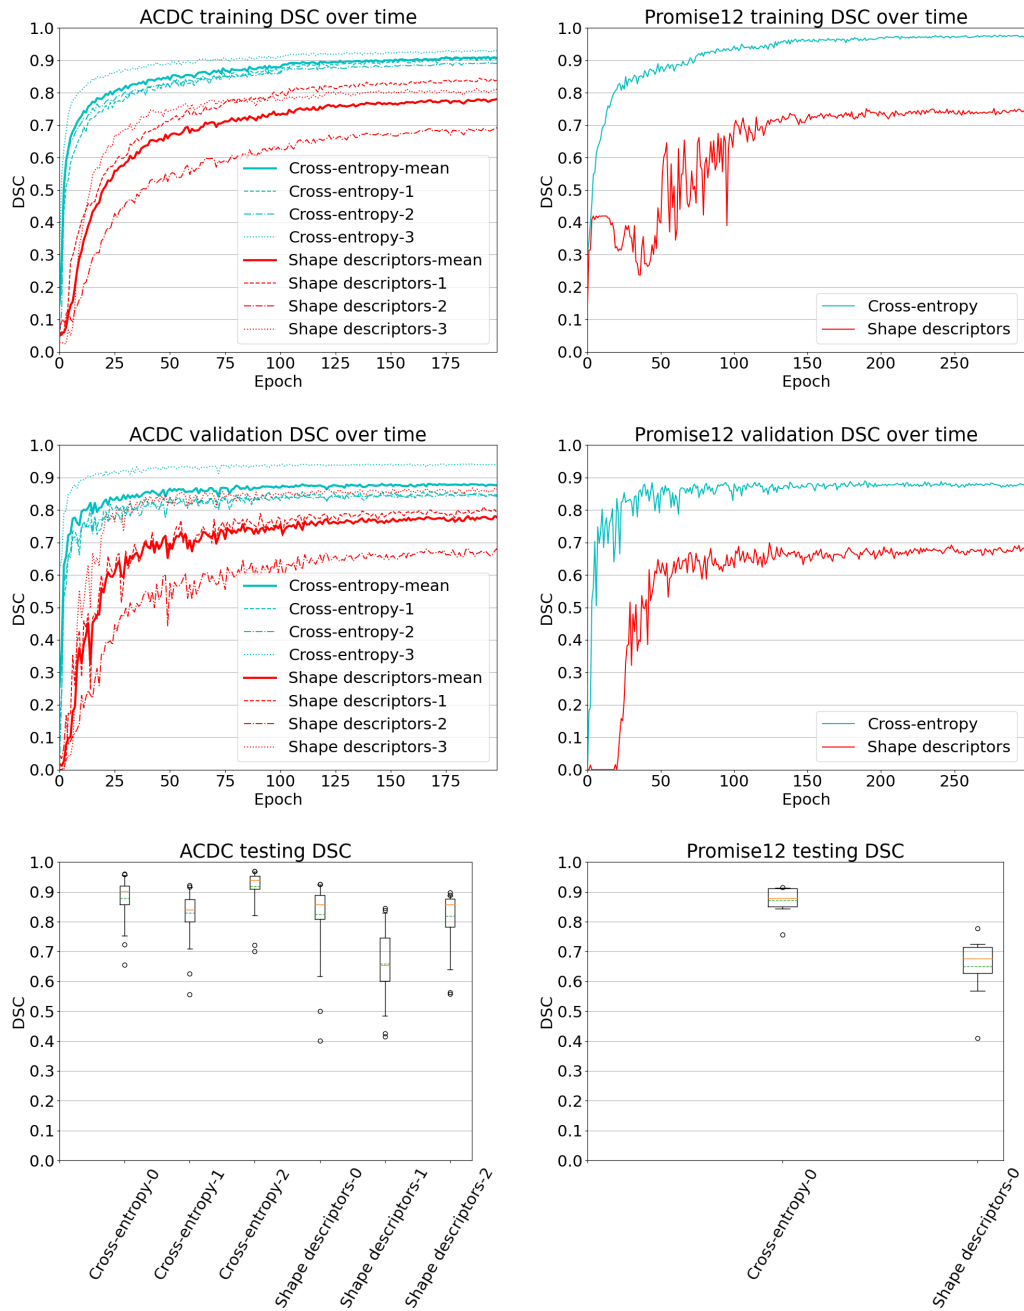 ACDC training DSC over time
DSC
1.0
0.9
0.8
0.7
0.6
0.5
0.4
0.3
0.2
0.1
0.0
Cross-entropy-mean
Cross-entropy-1
Cross-entropy-2
Cross-entropy-3
Shape descriptors-mean
Shape descriptors-1
Shape descriptors-2
Shape descriptors-3
0 25 50 75 100 125 150 175
Epoch
Promise12 training DSC over time
DSC
1.0
0.9
0.8
0.7
0.6
0.5
0.4
0.3
0.2
0.1
0.0
Cross-entropy
Shape descriptors
0 50 100 150 200 250
Epoch
ACDC validation DSC over time
DSC
1.0
0.9
0.8
0.7
0.6
0.5
0.4
0.3
0.2
0.1
0.0
Cross-entropy-mean
Cross-entropy-1
Cross-entropy-2
Cross-entropy-3
Shape descriptors-mean
Shape descriptors-1
Shape descriptors-2
Shape descriptors-3
0 25 50 75 100 125 150 175
Epoch
Promise12 validation DSC over time
DSC
1.0
0.9
0.8
0.7
0.6
0.5
0.4
0.3
0.2
0.1
0.0
Cross-entropy
Shape descriptors
0 50 100 150 200 250
Epoch
ACDC testing DSC
DSC
1.0
0.9
0.8
0.7
0.6
0.5
0.4
0.3
0.2
0.1
0.0
Cross-entropy-0
Cross-entropy-1
Cross-entropy-2
Shape descriptors-0
Shape descriptors-1
Shape descriptors-2
Promise12 testing DSC
DSC
1.0
0.9
0.8
0.7
0.6
0.5
0.4
0.3
0.2
0.1
0.0
Cross-entropy-0
Shape descriptors-0